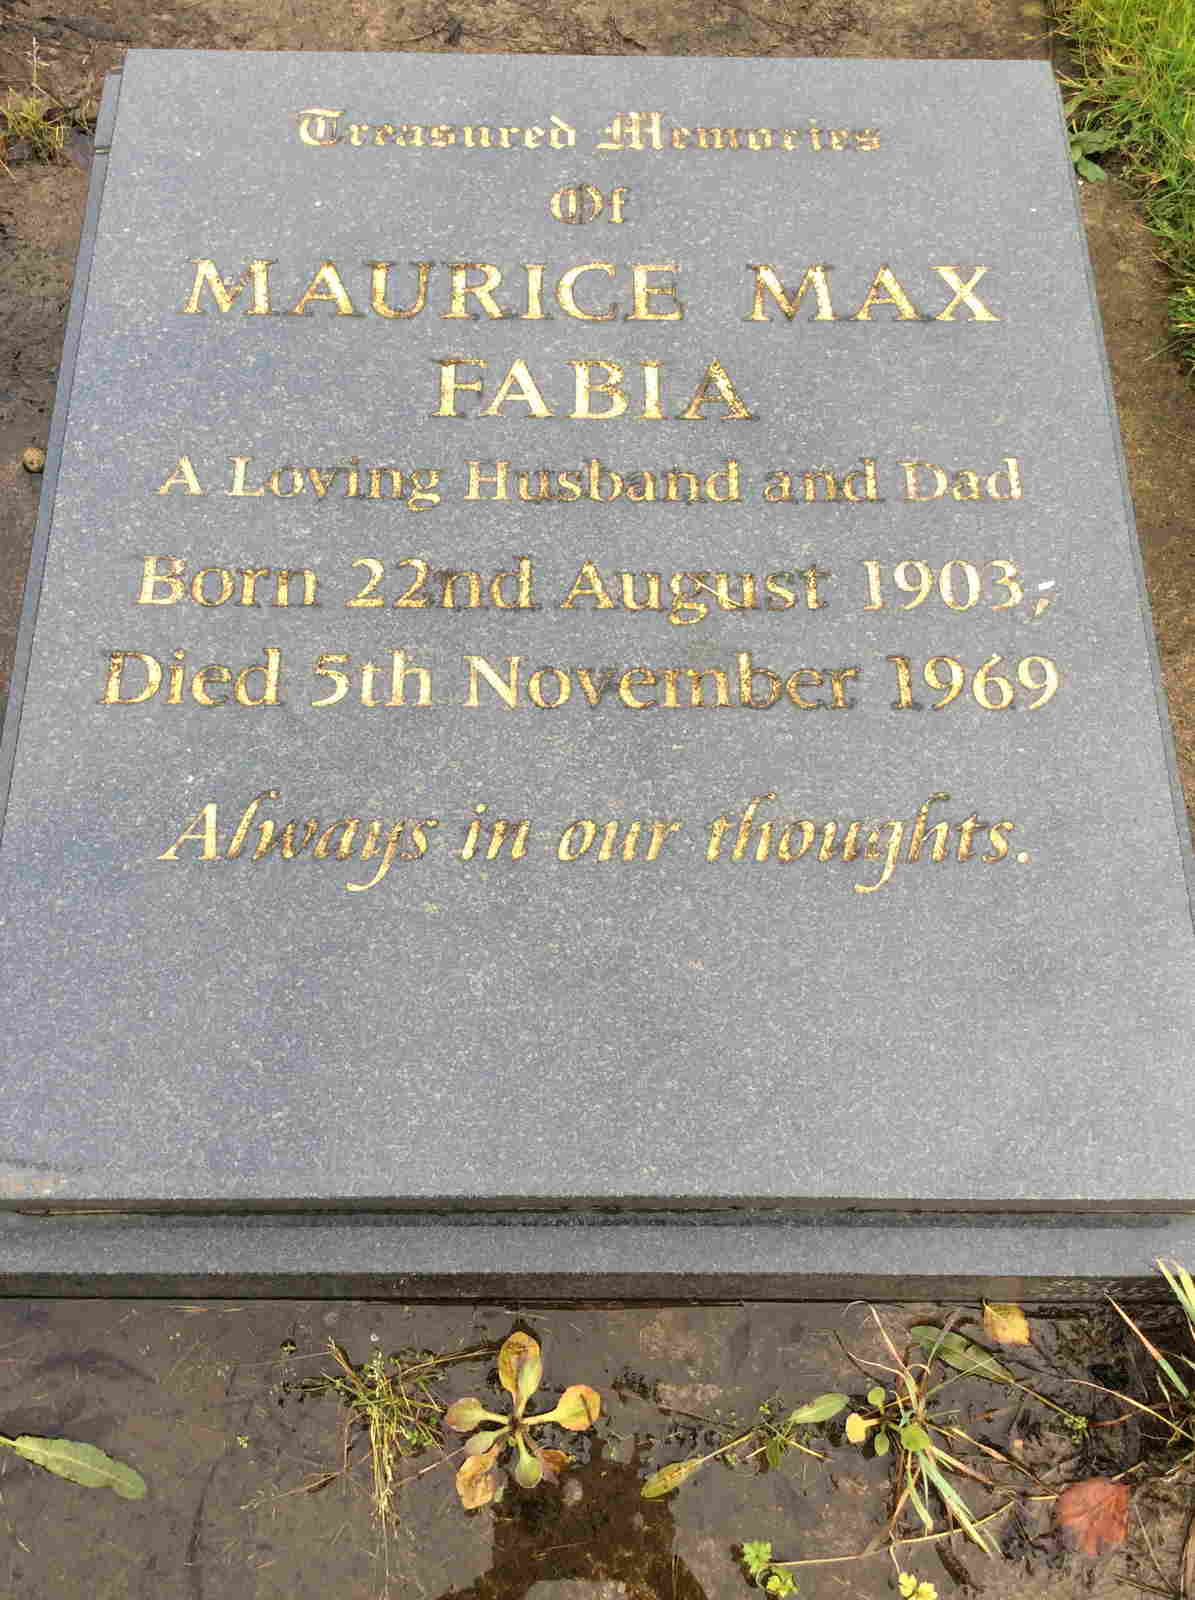 Treasured Memories
Of
MAURICE MAX
FABIA
A Loving Husband and Dad
Born 22nd August 1903,
Died 5th November 1969
Always in our thoughts.